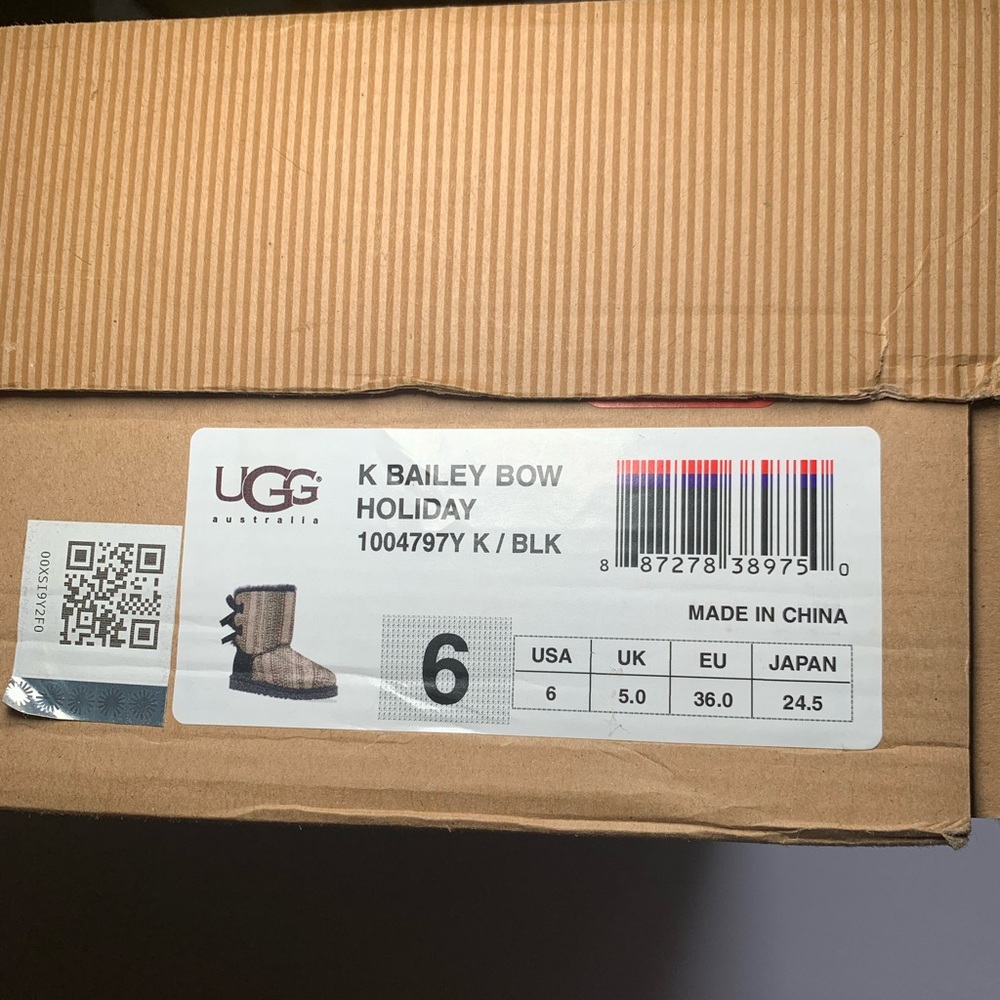 00XSI9Y2F0
UGG®
australia
K BAILEY BOW
HOLIDAY
1004797Y K / BLK
8 87278 38975 0
MADE IN CHINA
6
USA UK EU JAPAN
6 5.0 36.0 24.5